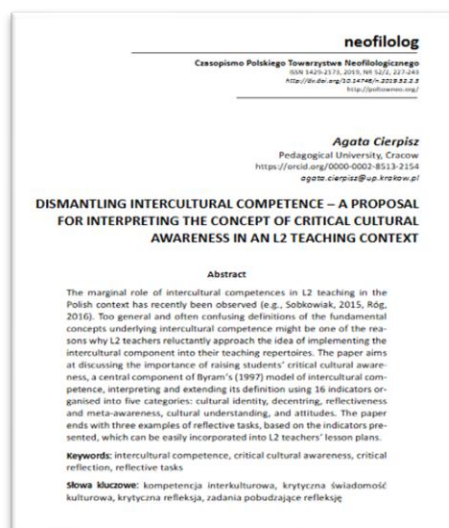 neofilolog
Czasopismo Polskiego Towarzystwa Neofilologicznego
ISSN 1429-2173, 2019, NR 52/2, 227-243
http://dx.doi.org/10.14746/n.2019.52.2.3
http://poltowneo.org/
Agata Cierpisz
Pedagogical University, Cracow
https://orcid.org/0000-0002-8513-2154
agata.cierpisz@up.krakow.pl
DISMANTLING INTERCULTURAL COMPETENCE – A PROPOSAL
FOR INTERPRETING THE CONCEPT OF CRITICAL CULTURAL
AWARENESS IN AN L2 TEACHING CONTEXT
Abstract
The marginal role of intercultural competences in L2 teaching in the
Polish context has recently been observed (e.g., Sobkowiak, 2015, Róg,
2016). Too general and often confusing definitions of the fundamental
concepts underlying intercultural competence might be one of the rea-
sons why L2 teachers reluctantly approach the idea of implementing the
intercultural component into their teaching repertoires. The paper aims
at discussing the importance of raising students' critical cultural aware-
ness, a central component of Byram's (1997) model of intercultural com-
petence, interpreting and extending its definition using 16 indicators or-
ganised into five categories: cultural identity, decentring, reflectiveness
and meta-awareness, cultural understanding, and attitudes. The paper
ends with three examples of reflective tasks, based on the indicators pre-
sented, which can be easily incorporated into L2 teachers' lesson plans.
Keywords: intercultural competence, critical cultural awareness, critical
reflection, reflective tasks
Słowa kluczowe: kompetencja interkulturowa, krytyczna świadomość
kulturowa, krytyczna refleksja, zadania pobudzające refleksję